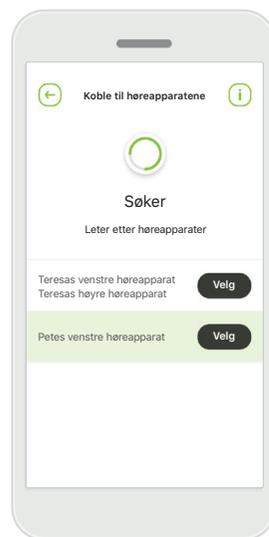 Koble til høreapparatene
Søker
Leter etter høreapparater
Teresas venstre høreapparat
Teresas høyre høreapparat
Velg
Petes venstre høreapparat
Velg